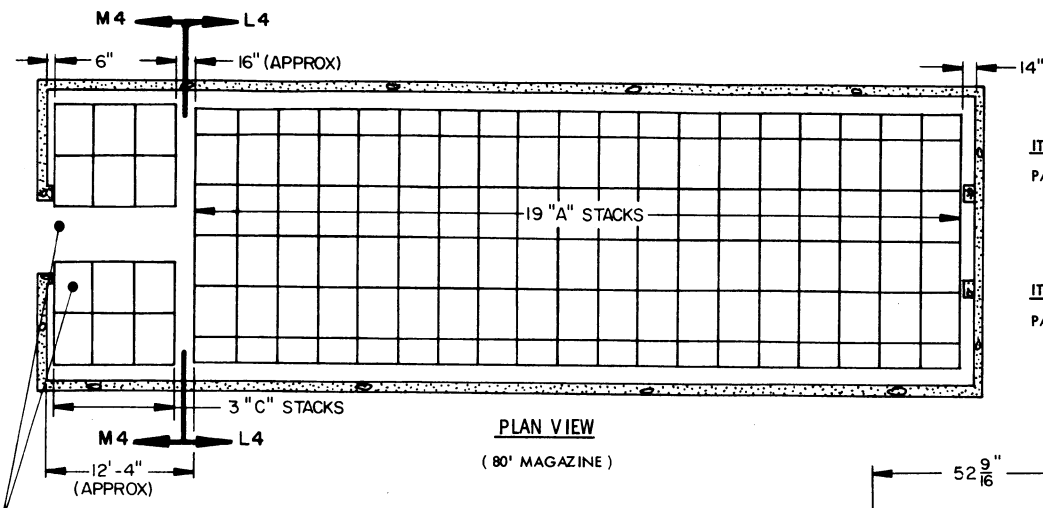 M4 L4
6" 16" (APPROX) 14"
IT
PA
19 "A" STACKS
IT
PA
3 "C" STACKS
M4 L4
PLAN VIEW
12'-4"
(APPROX)
(80' MAGAZINE)
52 9/16"